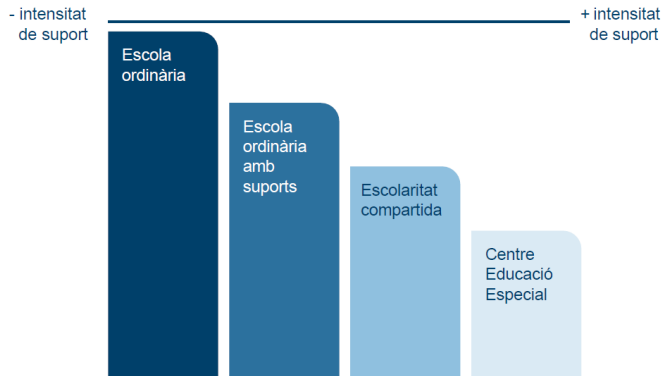 - intensitat
de suport
+ intensitat
de suport
Escola
ordinària
Escola
ordinària
amb
suports
Escolaritat
compartida
Centre
Educació
Especial